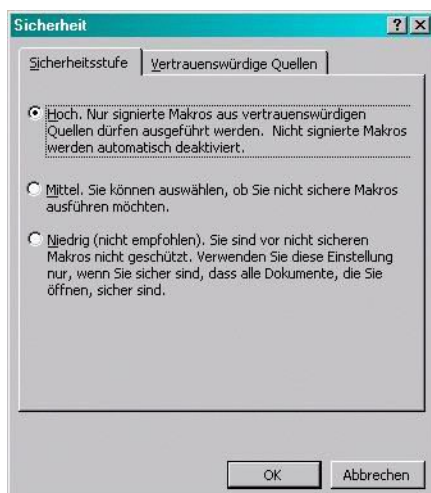 Sicherheit
Sicherheitsstufe
Vertrauenswürdige Quellen
Hoch. Nur signierte Makros aus vertrauenswürdigen
Quellen dürfen ausgeführt werden. Nicht signierte Makros
werden automatisch deaktiviert.
Mittel. Sie können auswählen, ob Sie nicht sichere Makros
ausführen möchten.
Niedrig (nicht empfohlen). Sie sind vor nicht sicheren
Makros nicht geschützt. Verwenden Sie diese Einstellung
nur, wenn Sie sicher sind, dass alle Dokumente, die Sie
öffnen, sicher sind.
OK
Abbrechen